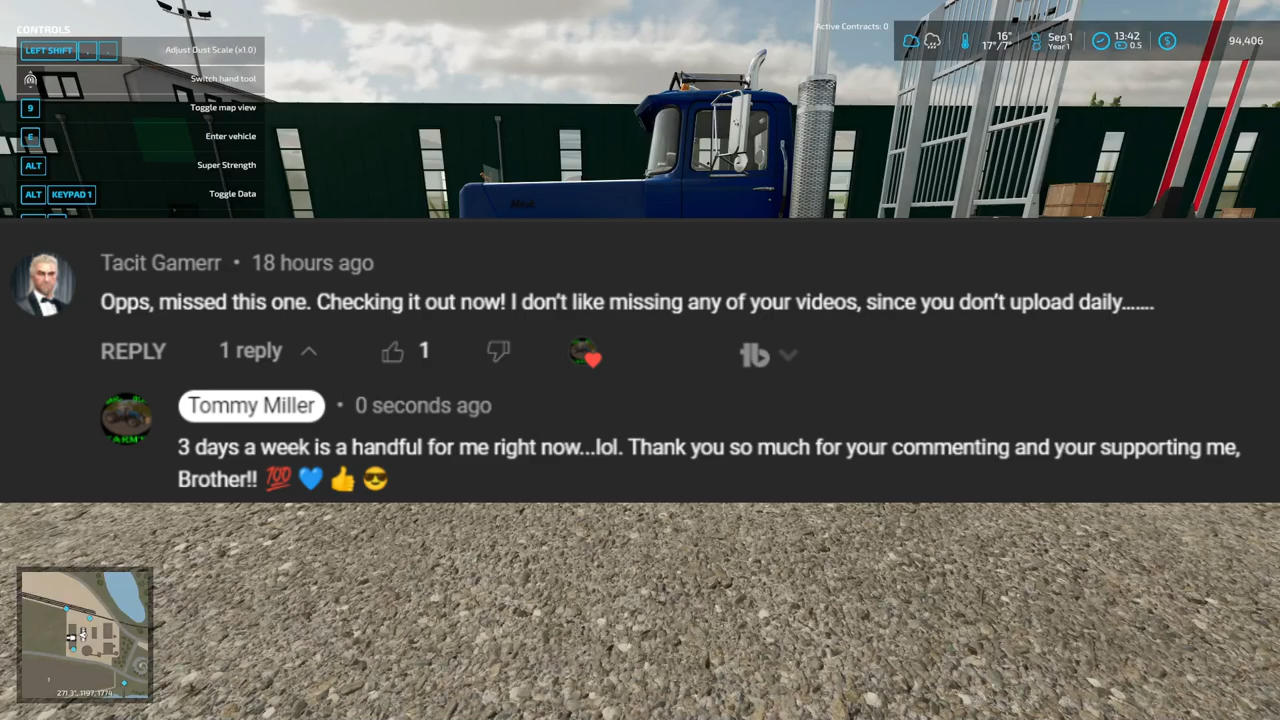 CONTROLS
LEFT SHIFT , . Adjust Dust Scale (x1.0)
Switch hand tool
9 Toggle map view
E Enter vehicle
ALT Super Strength
ALT KEYPAD 1 Toggle Data
Active Contracts: 0
16°
17°/7°
Sep 1
Year 1
13:42
0.5
$
94,406
Mack
Tacit Gamerr • 18 hours ago
Opps, missed this one. Checking it out now! I don't like missing any of your videos, since you don't upload daily.......
REPLY 1 reply 1
Tommy Miller • 0 seconds ago
3 days a week is a handful for me right now...lol. Thank you so much for your commenting and your supporting me,
Brother!! 💯 💙 👍 😎